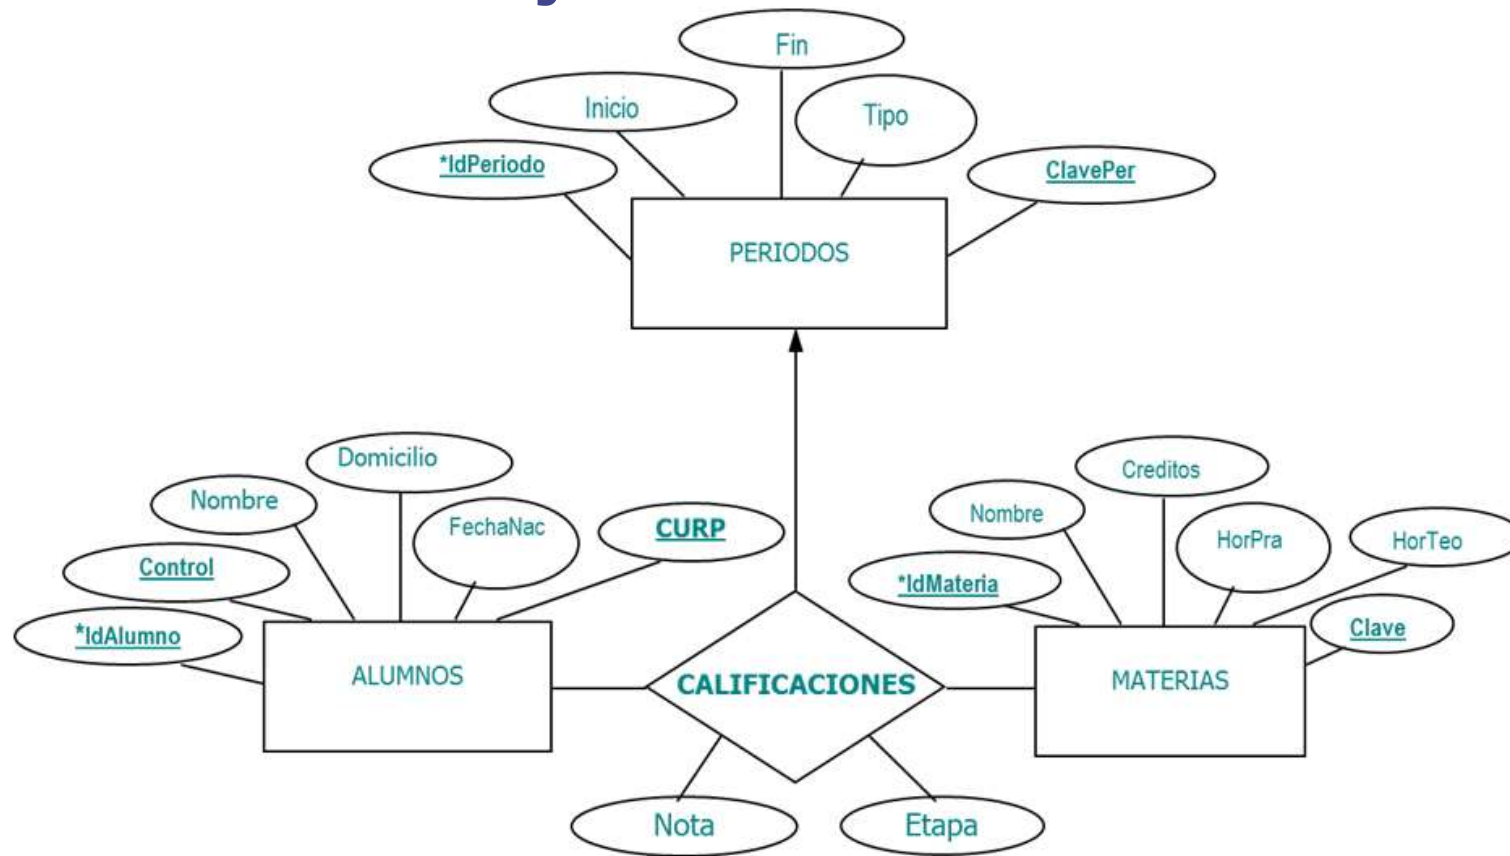 Fin
Inicio
Tipo
*IdPeriodo
ClavePer
PERIODOS
Domicilio
Creditos
Nombre
FechaNac
CURP
Nombre
HorPra
HorTeo
Control
*IdMateria
*IdAlumno
Clave
ALUMNOS
CALIFICACIONES
MATERIAS
Nota
Etapa